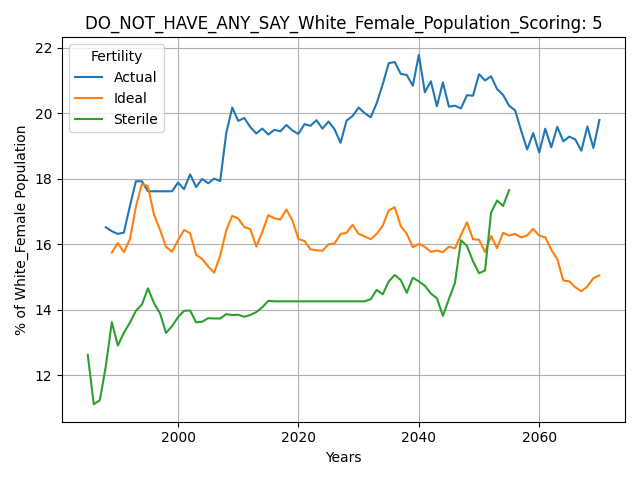 DO_NOT_HAVE_ANY_SAY_White_Female_Population_Scoring: 5
Fertility
Actual
Ideal
Sterile
% of White_Female Population
22
20
18
16
14
12
2000 2020 2040 2060
Years